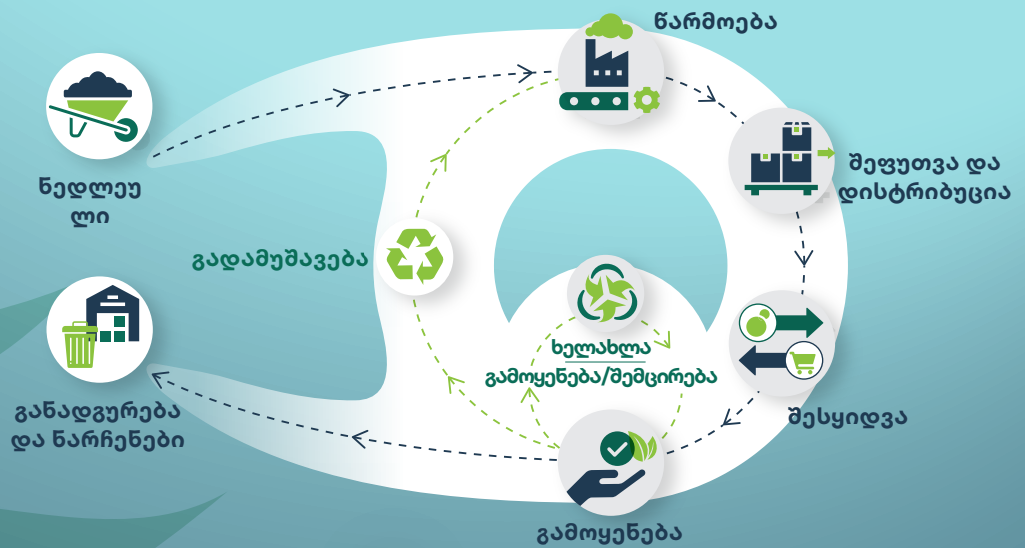 წარმოება
შეფუთვა და
დისტრიბუცია
ნედლეუ
ლი
გადამუშავება
ხელახლა
გამოყენება/შემცირება
განადგურება
და ნარჩენები
შესყიდვა
გამოყენება